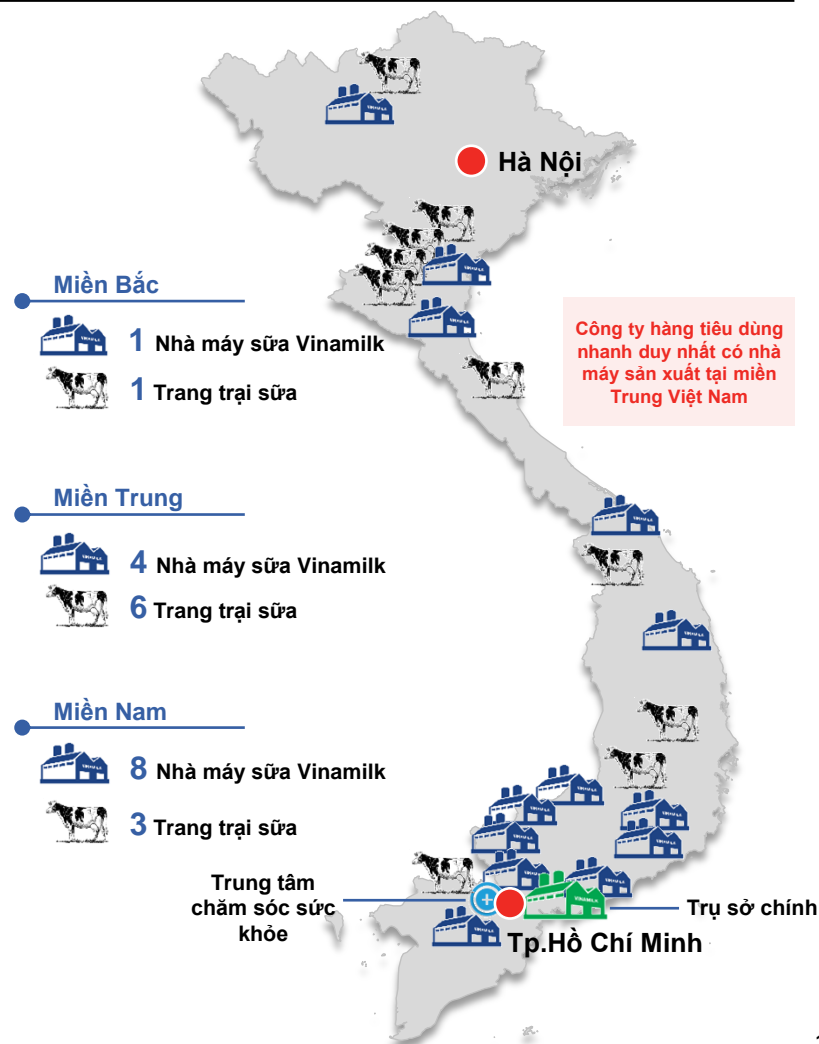 Hà Nội
Miền Bắc
1 Nhà máy sữa Vinamilk
1 Trang trại sữa
Công ty hàng tiêu dùng
nhanh duy nhất có nhà
máy sản xuất tại miền
Trung Việt Nam
Miền Trung
4 Nhà máy sữa Vinamilk
6 Trang trại sữa
Miền Nam
8 Nhà máy sữa Vinamilk
3 Trang trại sữa
Trung tâm
chăm sóc sức
khỏe
Trụ sở chính
Tp.Hồ Chí Minh